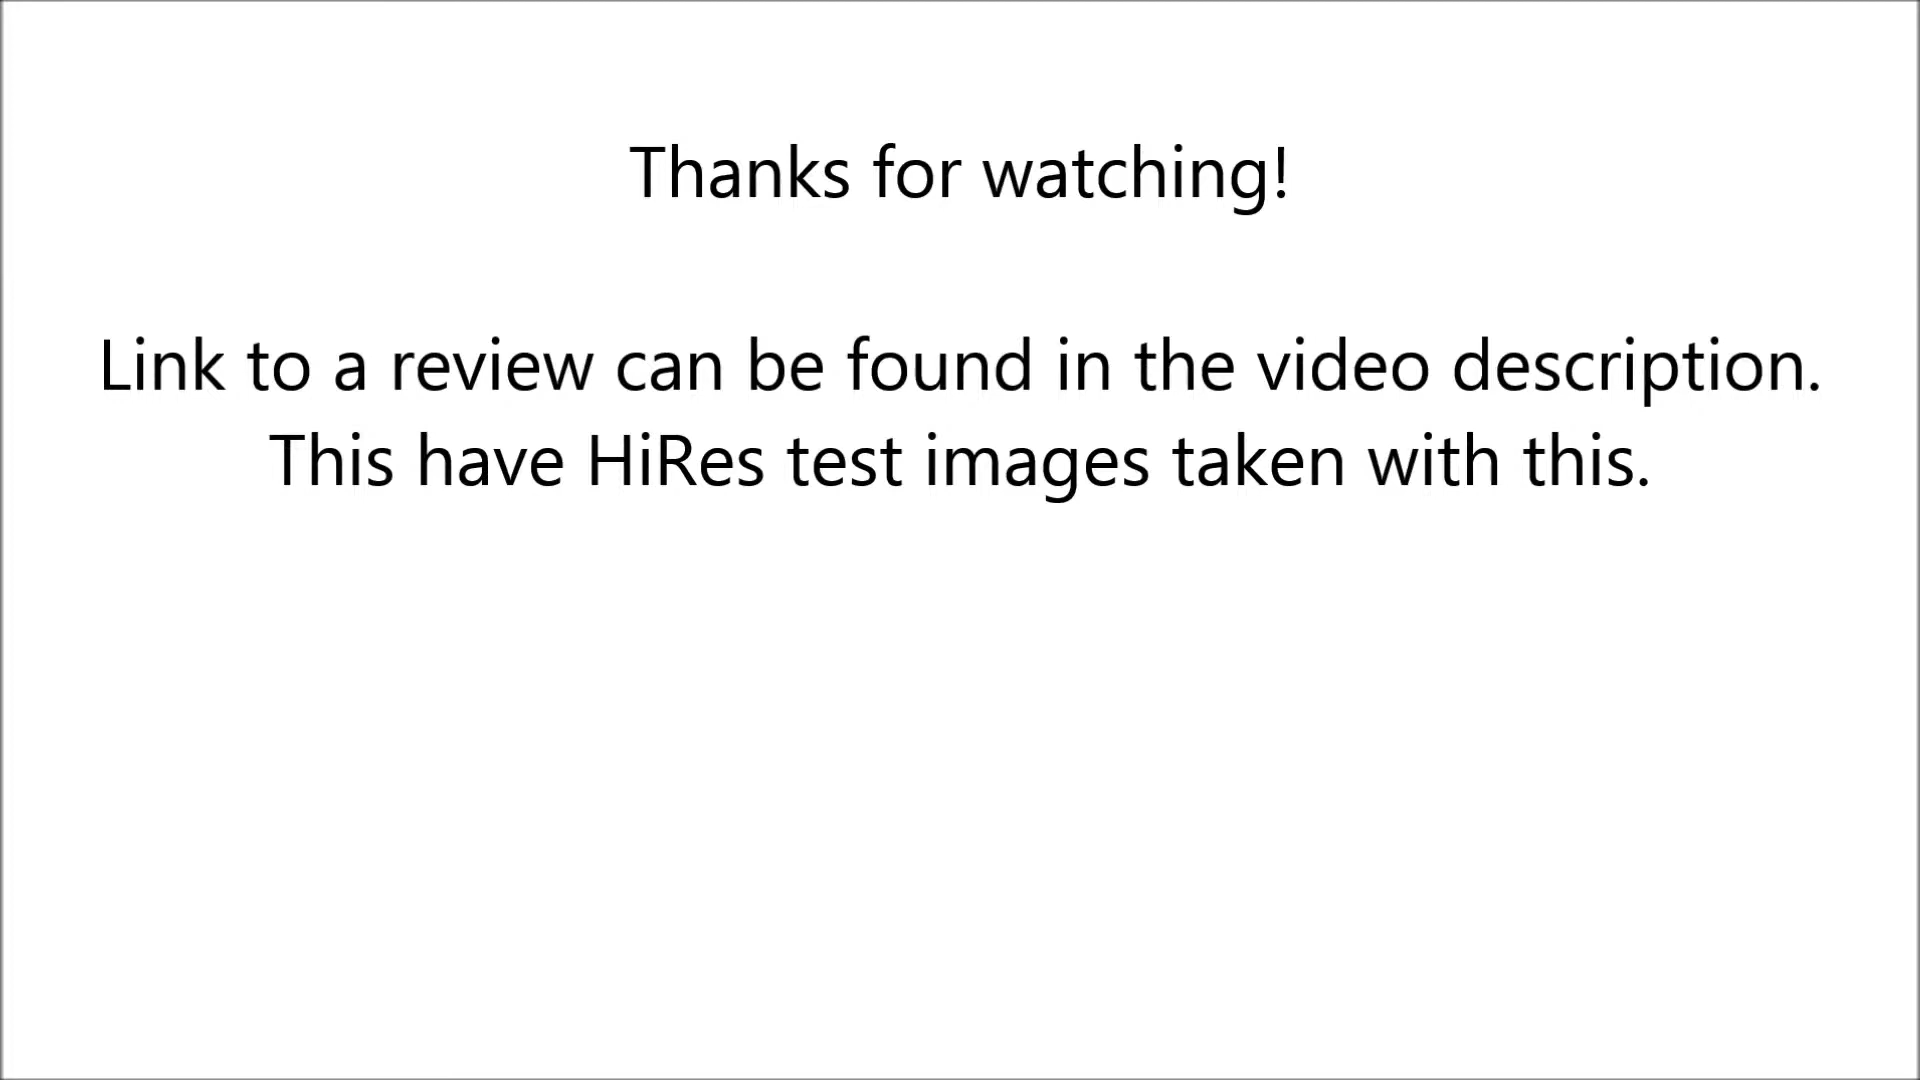 Thanks for watching!
Link to a review can be found in the video description.
This have HiRes test images taken with this.